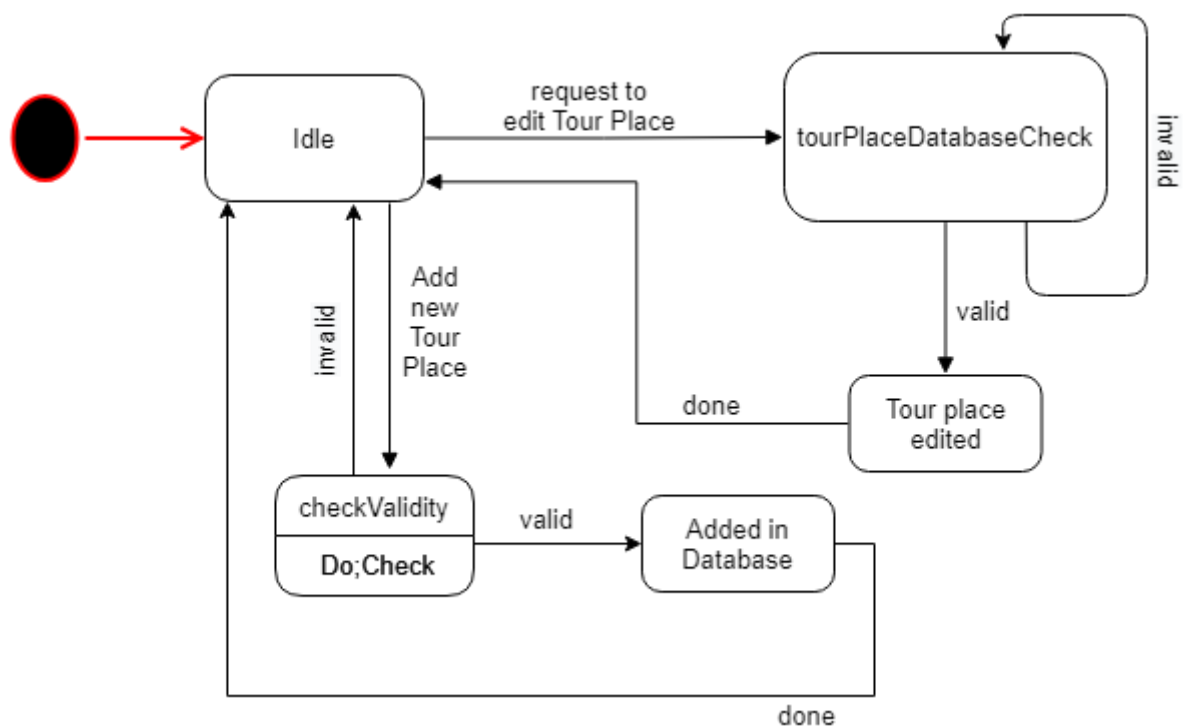 request to
edit Tour Place
Idle
tourPlaceDatabaseCheck
invalid
Add
new
Tour
Place
invalid
valid
done
Tour place
edited
checkValidity
Do;Check
valid
Added in
Database
done